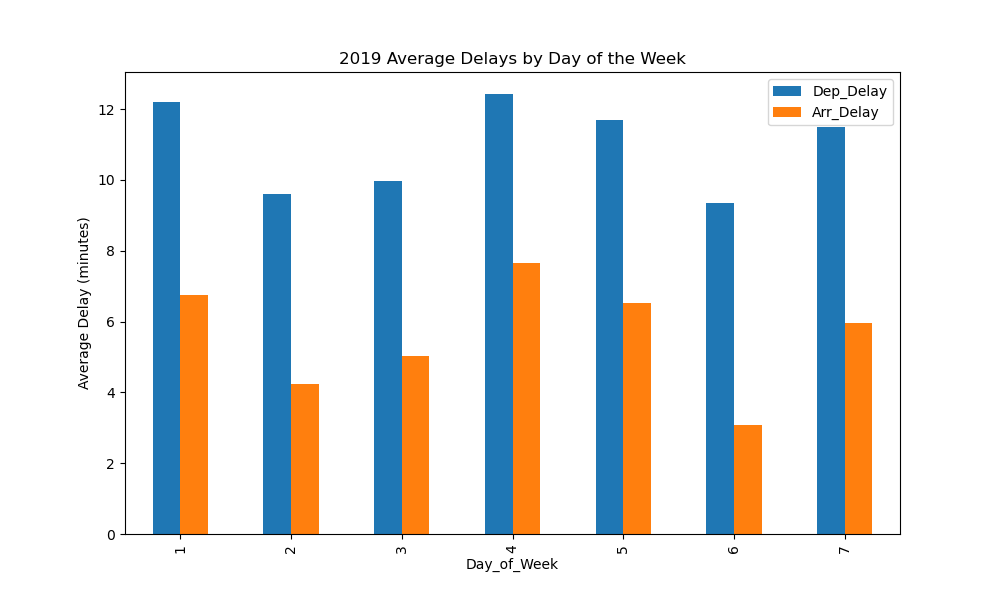 2019 Average Delays by Day of the Week
Dep_Delay
Arr_Delay
Average Delay (minutes)
12
10
8
6
4
2
0
1 2 3 4 5 6 7
Day_of_Week